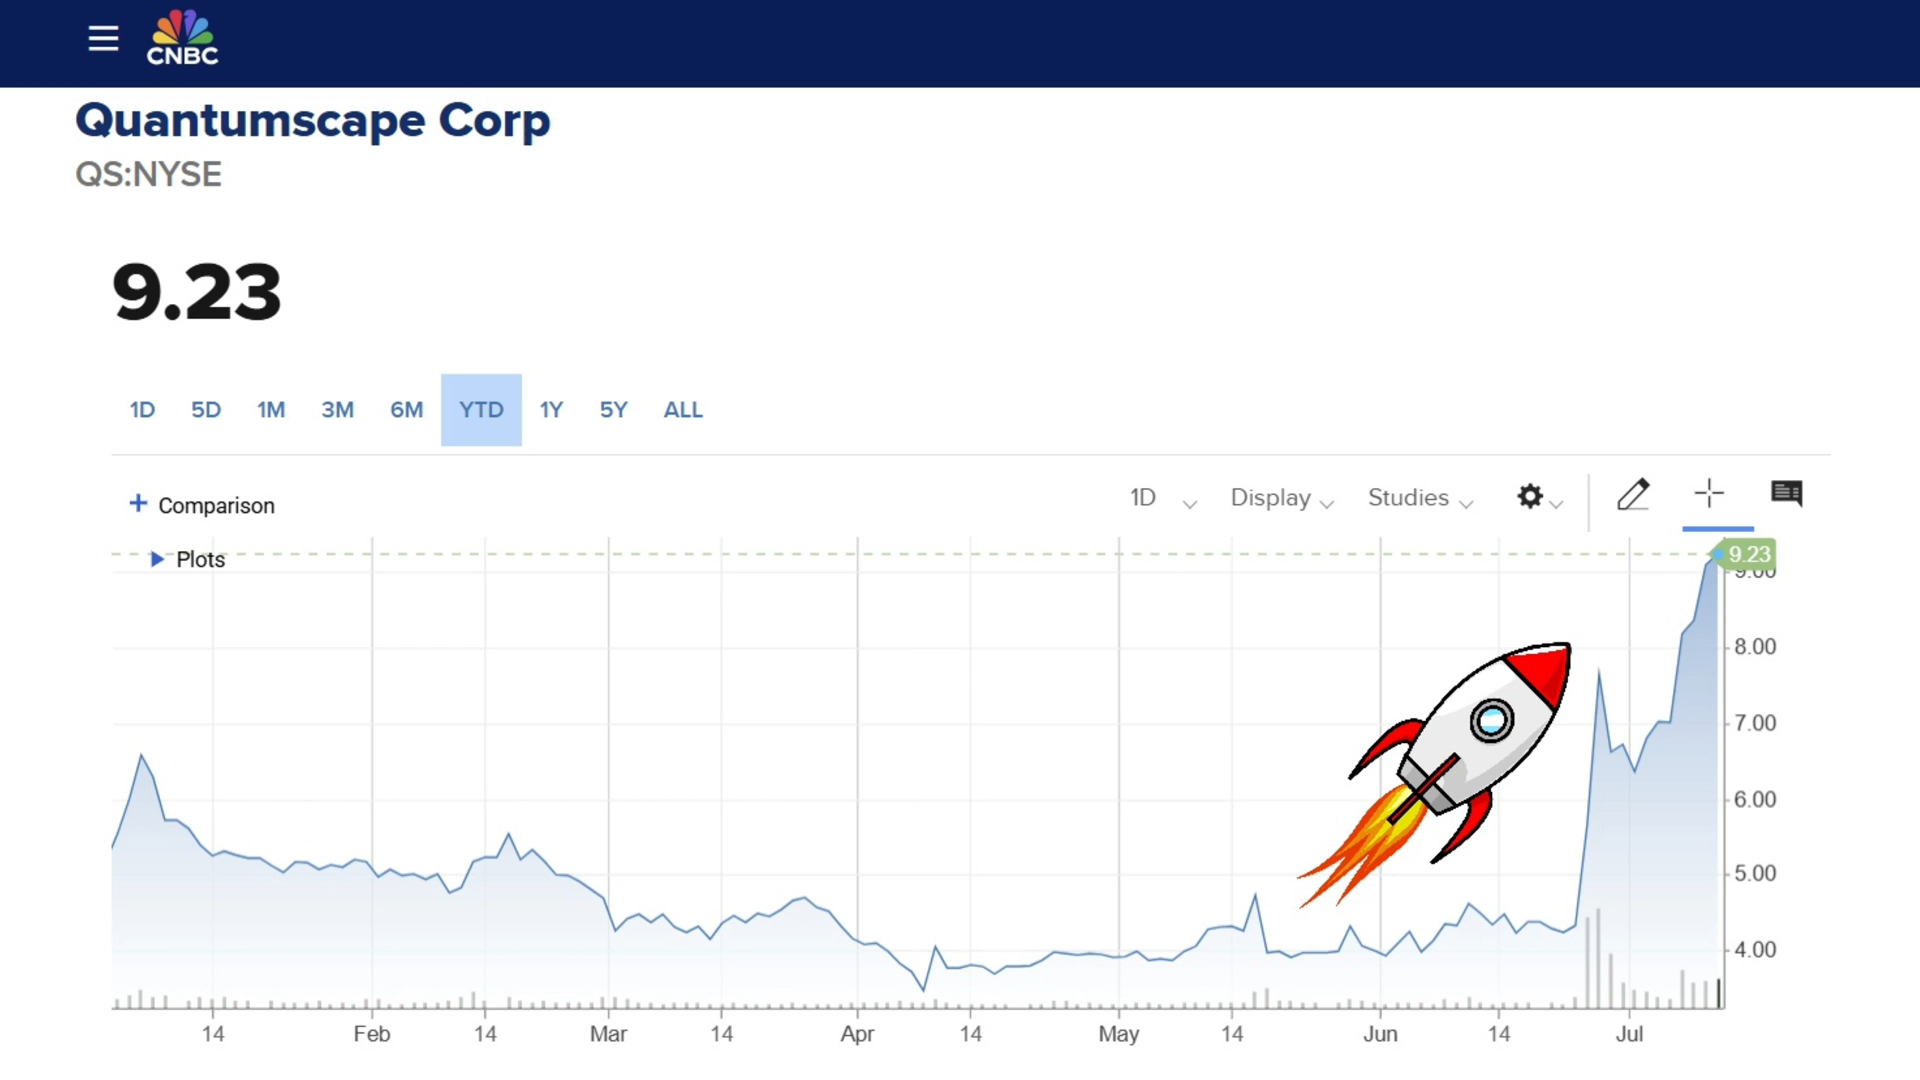 CNBC
Quantumscape Corp
QS:NYSE
9.23
1D 5D 1M 3M 6M YTD 1Y 5Y ALL
+ Comparison
1D Display Studies
Plots
9.23
9.00
8.00
7.00
6.00
5.00
4.00
14 Feb 14 Mar 14 Apr 14 May 14 Jun 14 Jul